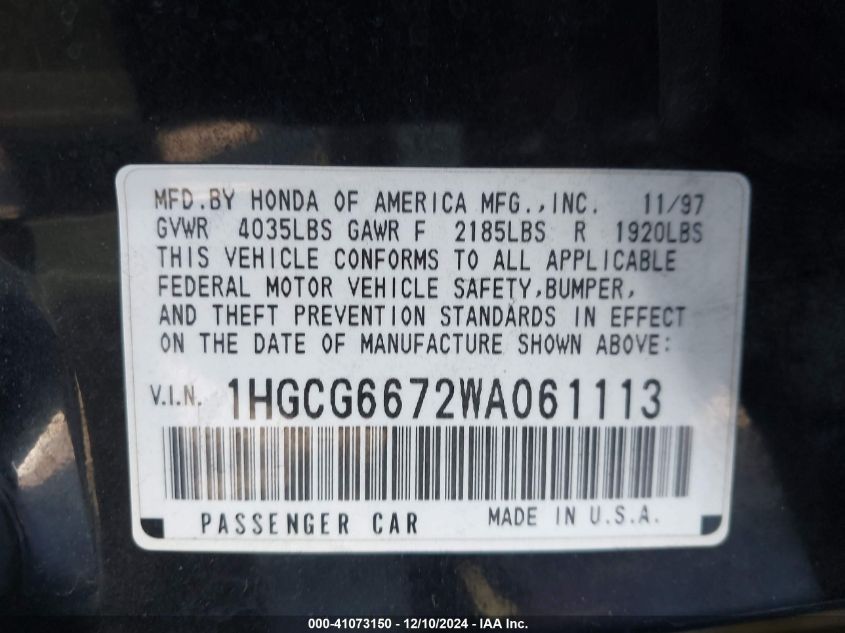 MFD.BY HONDA OF AMERICA MFG.,INC. 11/97
GVWR 4035LBS GAWR F 2185LBS R 1920LBS
THIS VEHICLE CONFORMS TO ALL APPLICABLE
FEDERAL MOTOR VEHICLE SAFETY,BUMPER,
AND THEFT PREVENTION STANDARDS IN EFFECT
ON THE DATE OF MANUFACTURE SHOWN ABOVE:
V.I.N. 1HGCG6672WA061113
PASSENGER CAR MADE IN U.S.A.
000-41073150 - 12/10/2024 - IAA Inc.